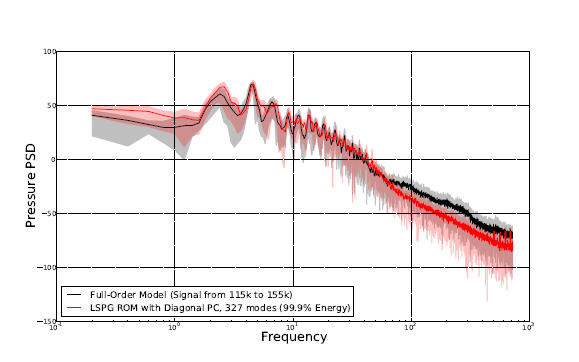 100
50
0
−50
−100
−150
Pressure PSD
10⁻¹
10⁰
10¹
10²
10³
Frequency
Full-Order Model (Signal from 115k to 155k)
LSPG ROM with Diagonal PC, 327 modes (99.9% Energy)